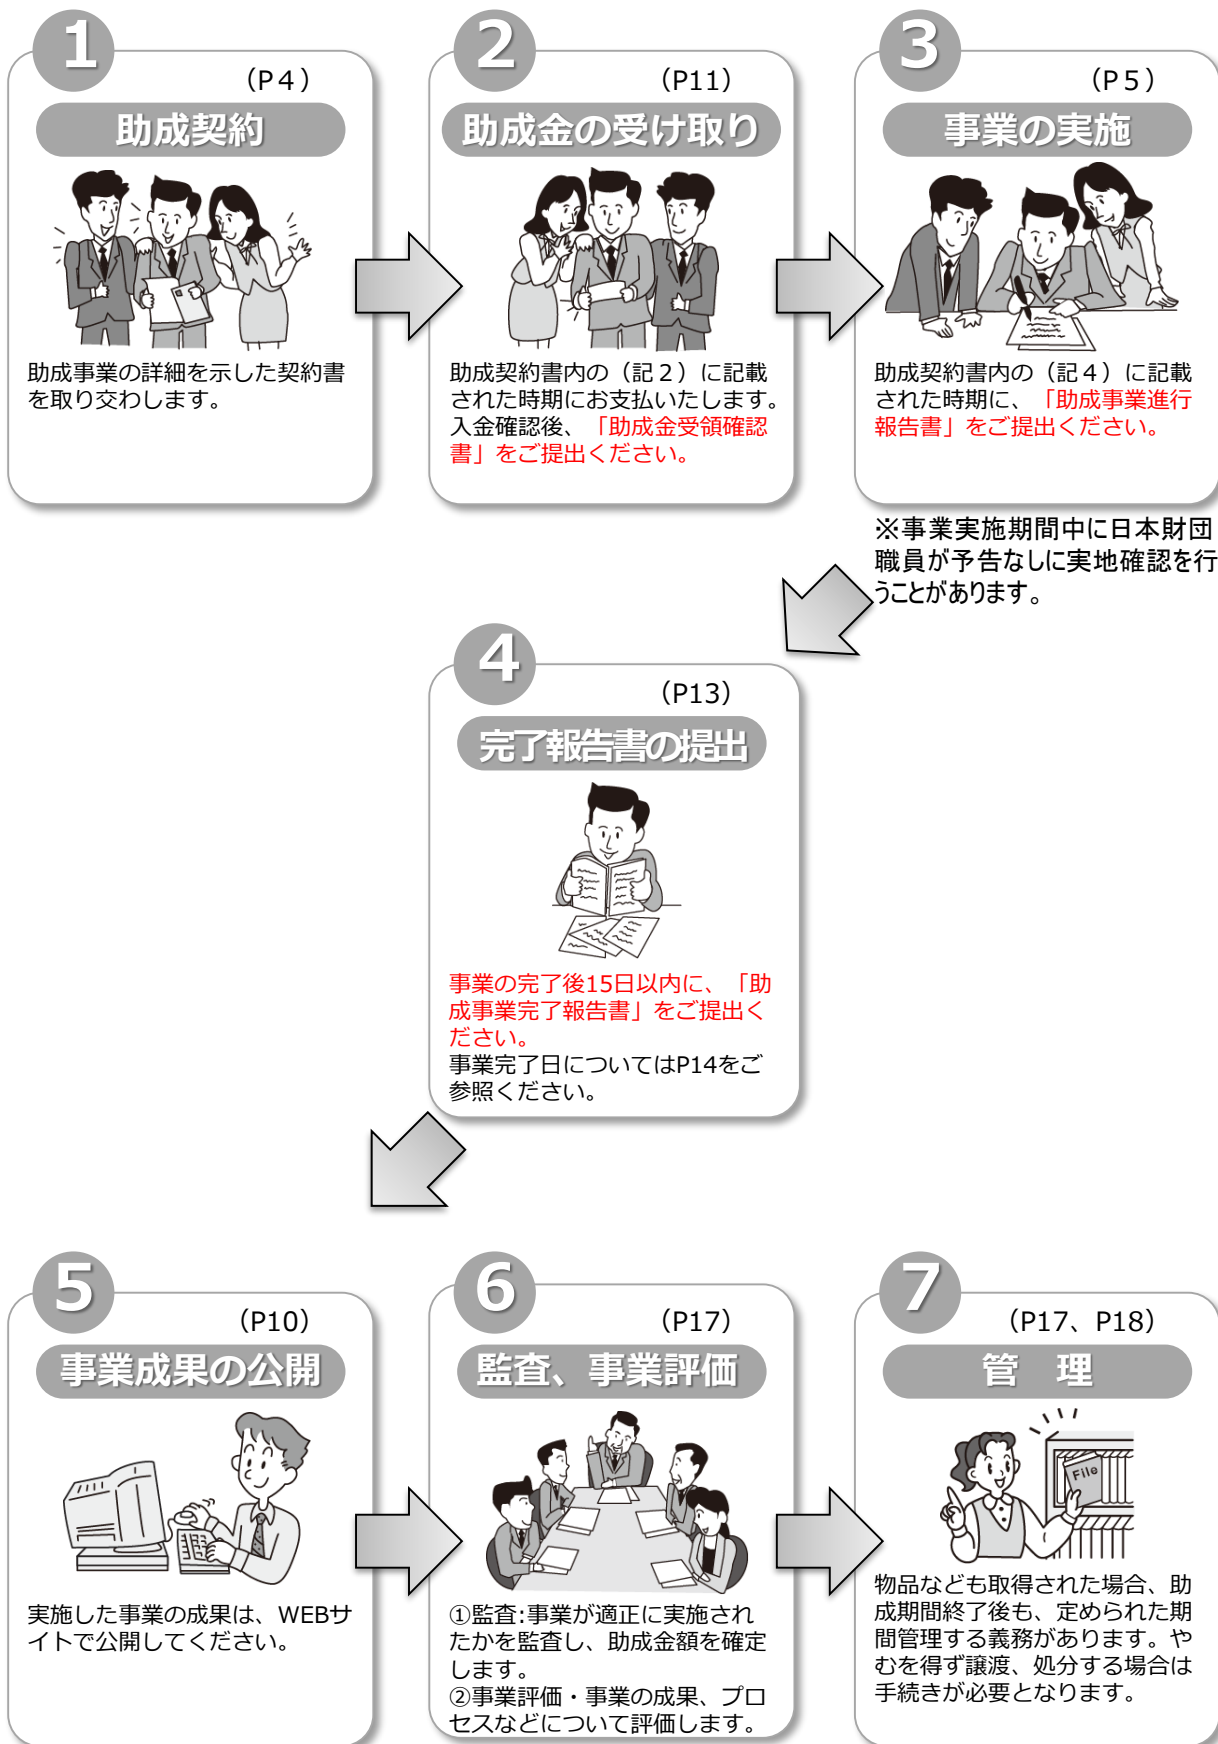 1
（P４）
助成契約
助成事業の詳細を示した契約書
を取り交わします。
2
（P11）
助成金の受け取り
助成契約書内の（記２）に記載
された時期にお支払いたします。
入金確認後、「助成金受領確認
書」をご提出ください。
3
（P５）
事業の実施
助成契約書内の（記４）に記載
された時期に、「助成事業進行
報告書」をご提出ください。
※事業実施期間中に日本財団
職員が予告なしに実地確認を行
うことがあります。
4
（P13）
完了報告書の提出
事業の完了後15日以内に、「助
成事業完了報告書」をご提出く
ださい。
事業完了日についてはP14をご
参照ください。
5
（P10）
事業成果の公開
実施した事業の成果は、WEBサ
イトで公開してください。
6
（P17）
監査、事業評価
①監査:事業が適正に実施され
たかを監査し、助成金額を確定
します。
②事業評価・事業の成果、プロ
セスなどについて評価します。
7
（P17、P18）
管　理
File
物品なども取得された場合、助
成期間終了後も、定められた期
間管理する義務があります。や
むを得ず譲渡、処分する場合は
手続きが必要となります。